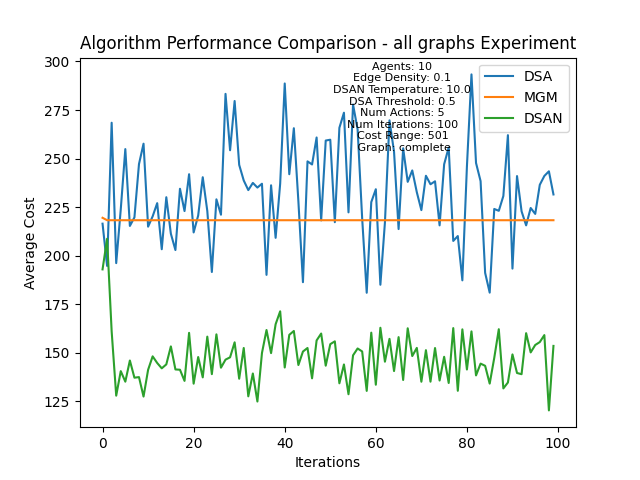 Algorithm Performance Comparison - all graphs Experiment
Agents: 10
Edge Density: 0.1
DSAN Temperature: 10.0
DSA Threshold: 0.5
Num Actions: 5
Num Iterations: 100
Cost Range: 501
Graph: complete
DSA
MGM
DSAN
Average Cost
300
275
250
225
200
175
150
125
0
20
40
60
80
100
Iterations